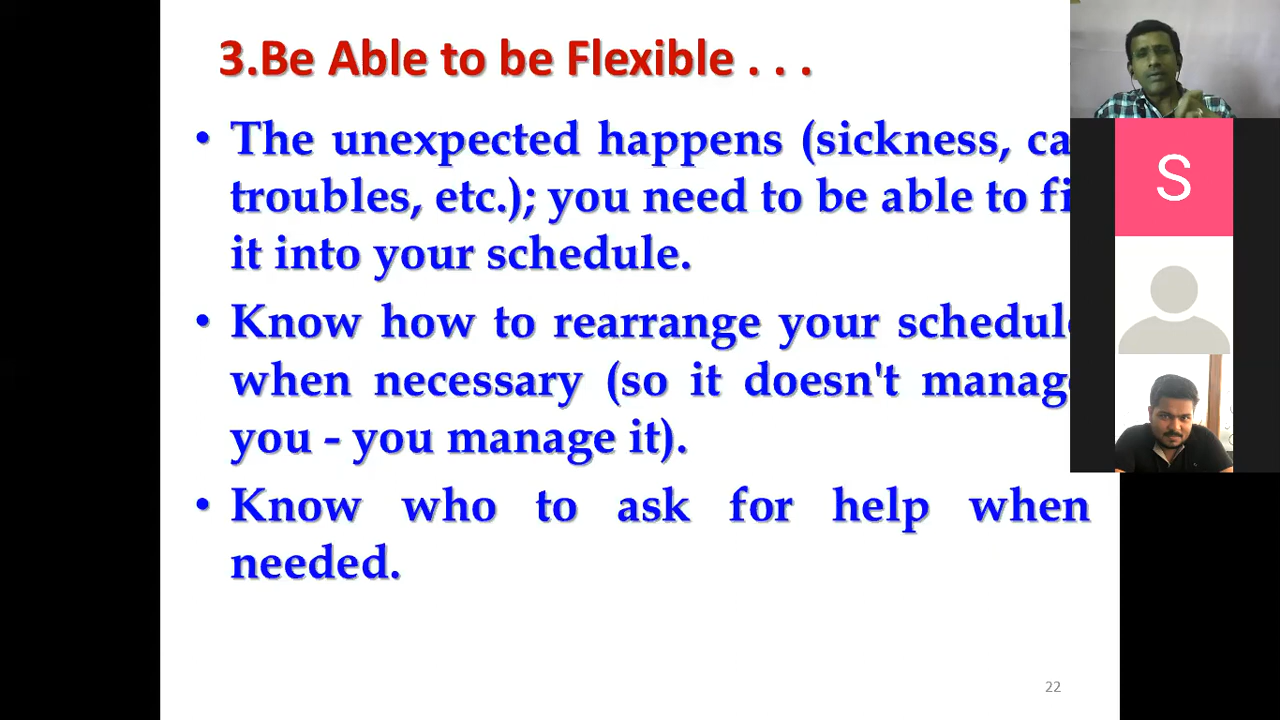 3.Be Able to be Flexible . . .
• The unexpected happens (sickness, ca
troubles, etc.); you need to be able to fi
it into your schedule.
• Know how to rearrange your schedule
when necessary (so it doesn't manage
you - you manage it).
• Know who to ask for help when
needed.
22
S